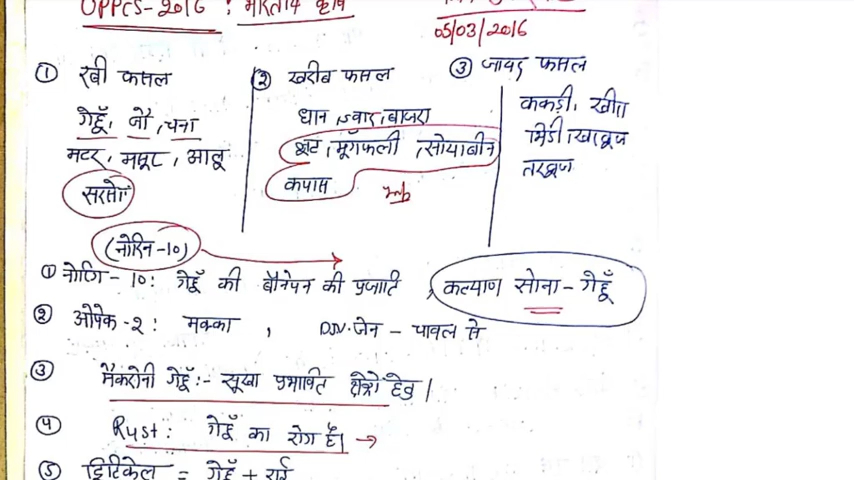 UPPCS-2016 : भारतीय कृषि
05/03/2016
① रबी फसल
गेहूँ, जौ, चना
मटर, मसूर, आलू
सरसों
② खरीब फसल
धान, ज्वार, बाजरा
मूंगफली, सोयाबीन
कपास
Imp
③ जायद फसल
ककड़ी, खीरा
भिंडी, खरबूज
तरबूज
(नोरिन-10)
① नोरिन-10: गेहूँ की बौनेपन की प्रजाति, कल्याण सोना - गेहूँ
② ओपेक-2: मक्का, जेन - चावल से
③ मैकरोनी गेहूँ:- सूखा प्रभावित क्षेत्रों हेतु।
④ Rust: गेहूँ का रोग है। →
⑤ ट्रिटिकेल = गेहूँ + राई